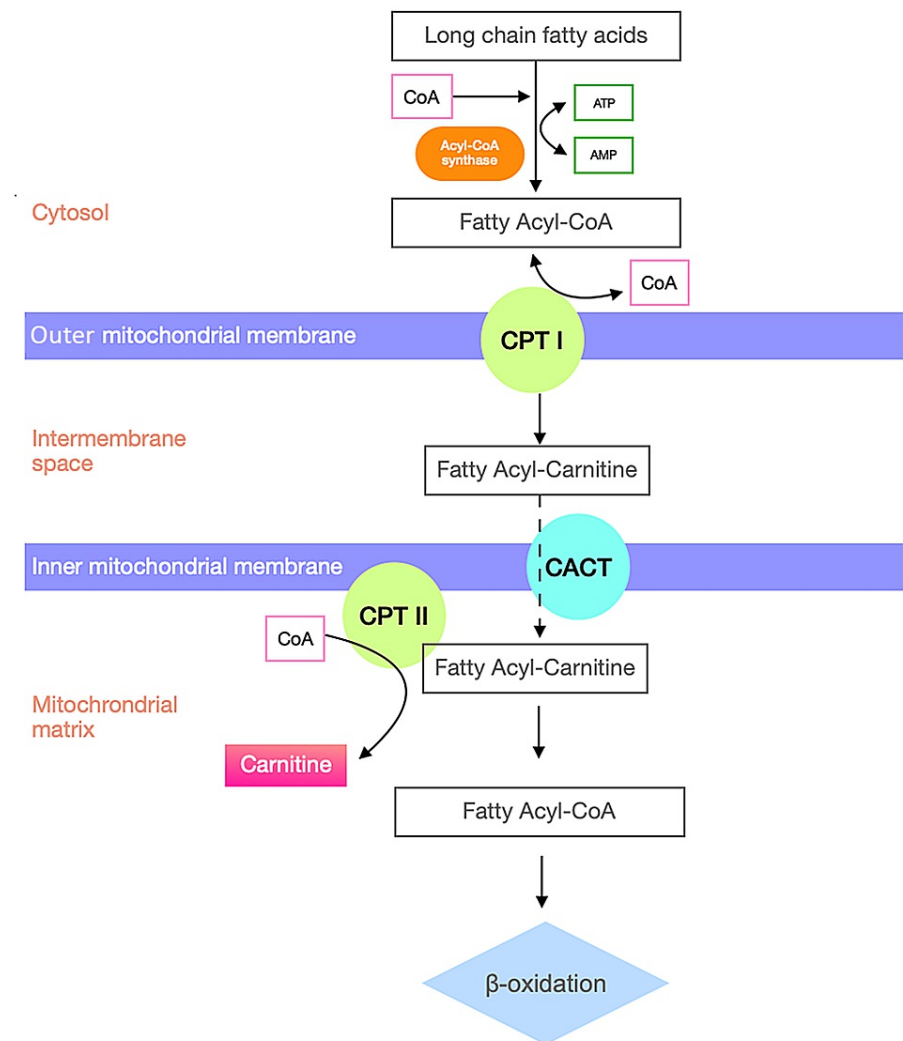 Long chain fatty acids
CoA
ATP
Acyl-CoA
synthase
AMP
Cytosol
Fatty Acyl-CoA
CoA
Outer mitochondrial membrane
CPT I
Intermembrane
space
Fatty Acyl-Carnitine
Inner mitochondrial membrane
CACT
CPT II
CoA
Fatty Acyl-Carnitine
Mitochrondrial
matrix
Carnitine
Fatty Acyl-CoA
β-oxidation